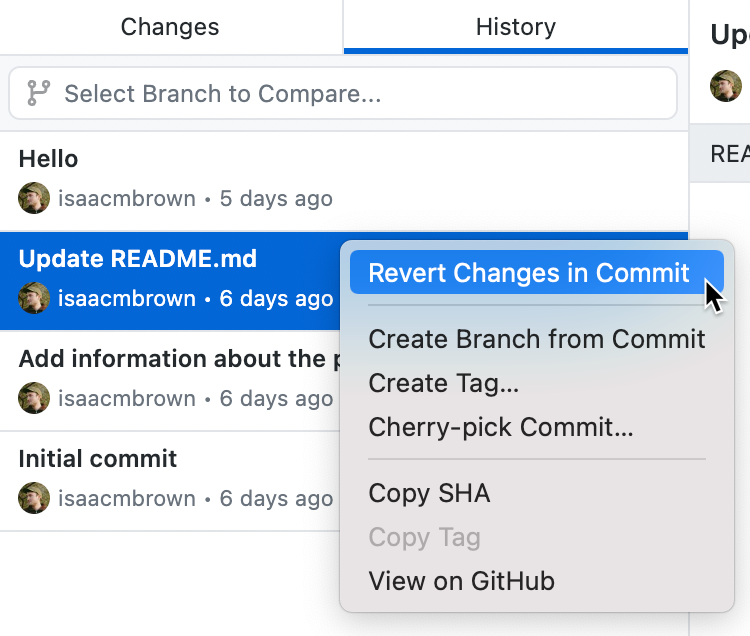 Changes
History
Select Branch to Compare...
Hello
isaacmbrown • 5 days ago
Update README.md
isaacmbrown • 6 days ago
Add information about the
isaacmbrown • 6 days ago
Initial commit
isaacmbrown • 6 days ago
Revert Changes in Commit
Create Branch from Commit
Create Tag...
Cherry-pick Commit...
Copy SHA
Copy Tag
View on GitHub